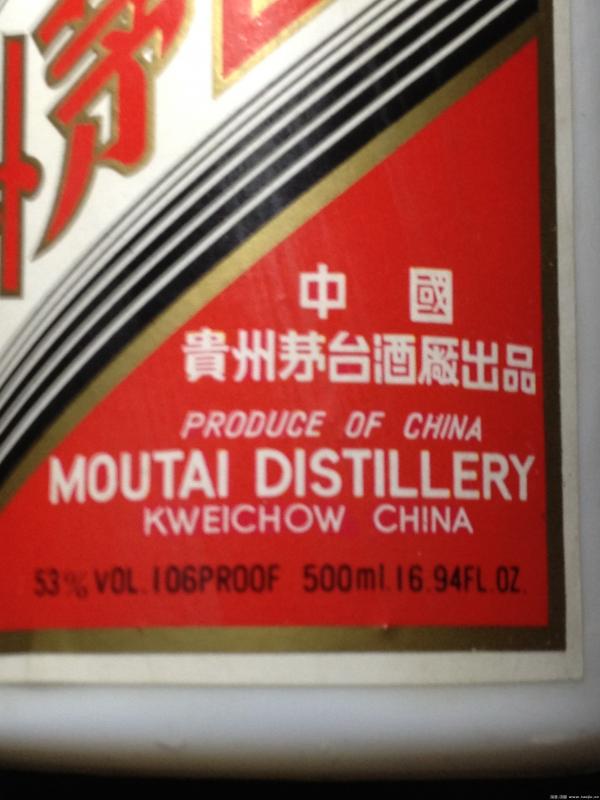 茅
中國
貴州茅台酒廠出品
PRODUCE OF CHINA
MOUTAI DISTILLERY
KWEICHOW CHINA
53% VOL. 106PROOF 500ml. 16.94FL. OZ.